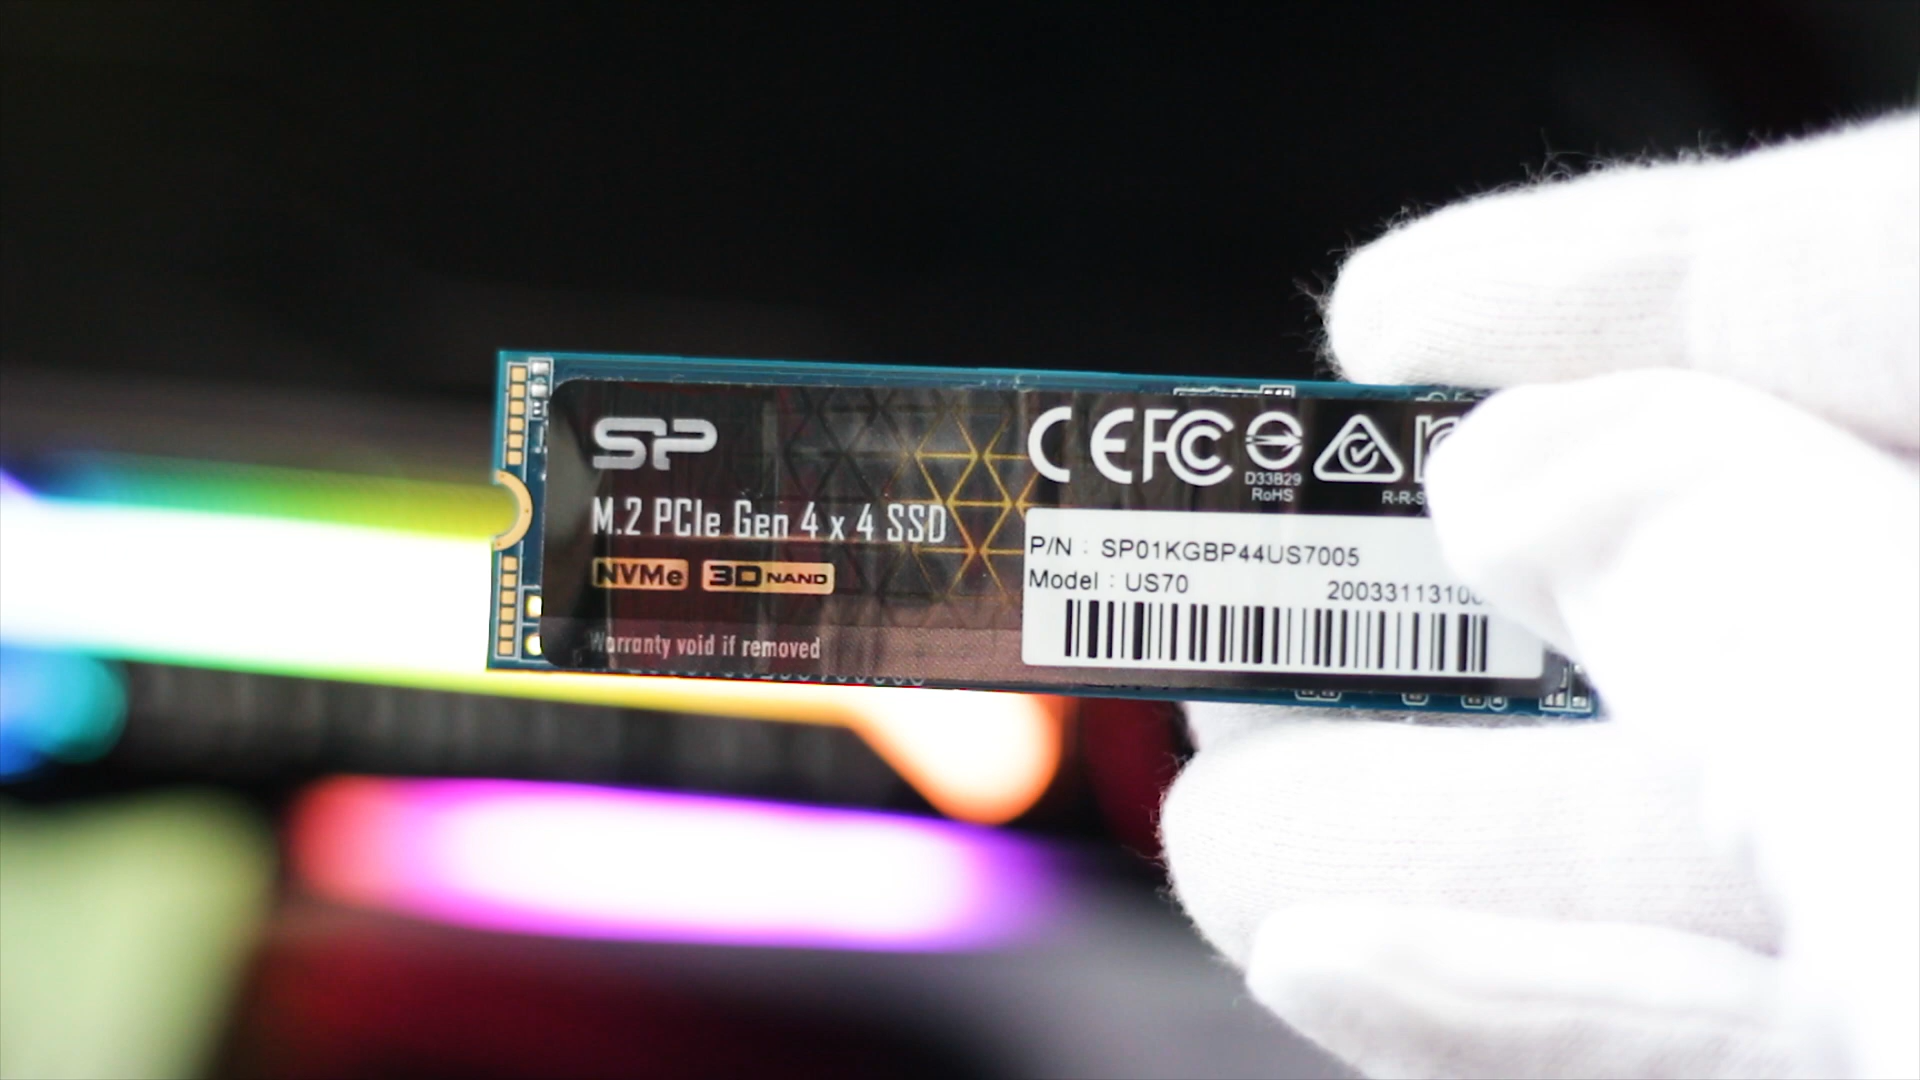 SP
M.2 PCIe Gen 4 x 4 SSD
NVMe 3D NAND
Warranty void if removed
CE FC
D33B29
RoHS
P/N : SP01KGBP44US7005
Model : US70